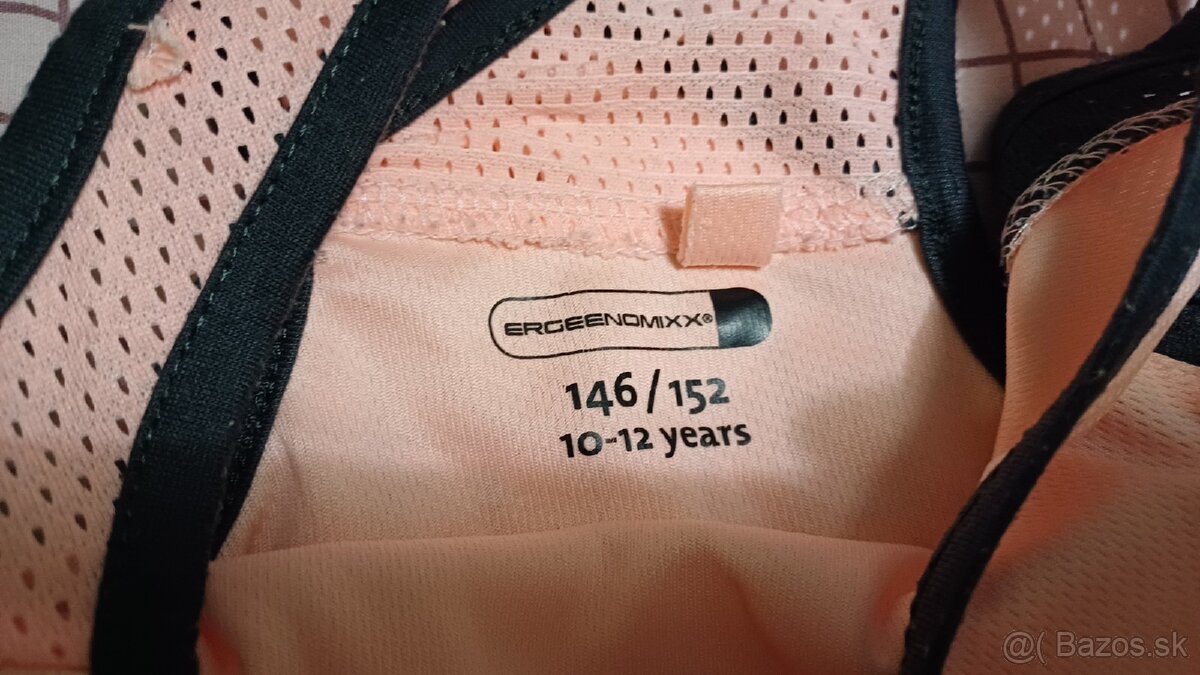 ERGEENOMIXX®
146/152
10-12 years
@( Bazos.sk